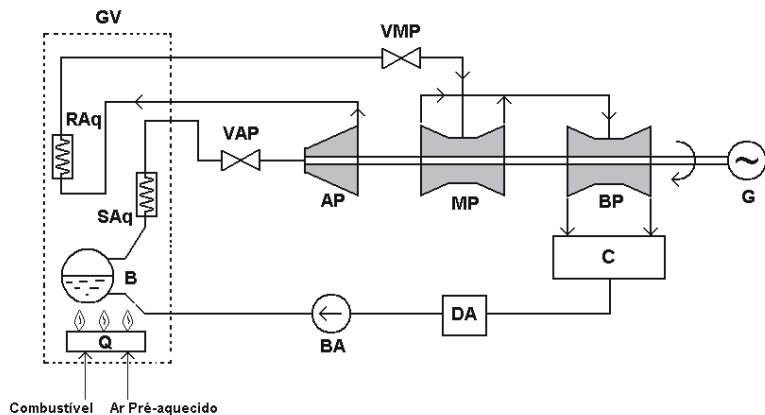 GV
VMP
RAq
VAP
SAq
AP
MP
BP
G
B
C
DA
BA
Q
Combustível
Ar Pré-aquecido